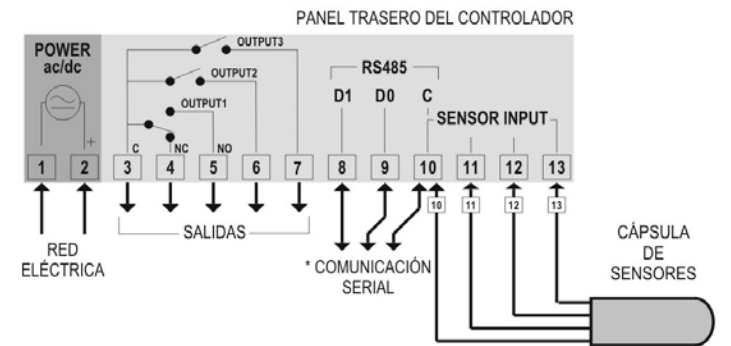 PANEL TRASERO DEL CONTROLADOR
POWER
ac/dc
+
OUTPUT3
OUTPUT2
OUTPUT1
C
NC
NO
RS485
D1 D0 C
SENSOR INPUT
1 2 3 4 5 6 7 8 9 10 11 12 13
10 11 12 13
RED
ELÉCTRICA
SALIDAS
* COMUNICACIÓN
SERIAL
CÁPSULA
DE
SENSORES